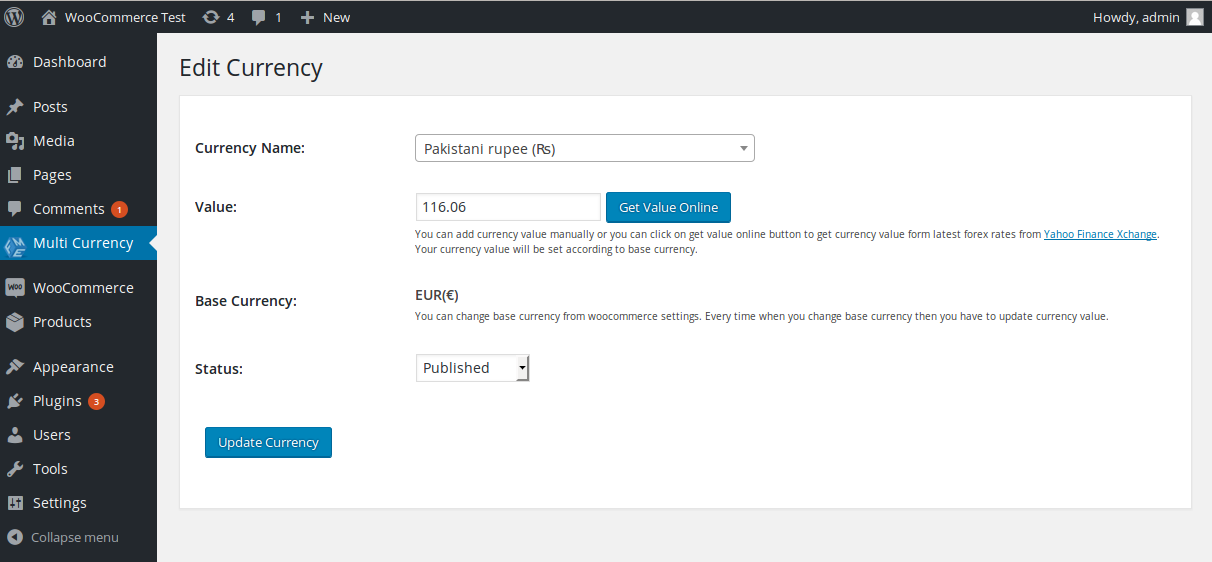 WooCommerce Test 4 1 New Howdy, admin
Dashboard
Posts
Media
Pages
Comments 1
Multi Currency
WOO WooCommerce
Products
Appearance
Plugins 3
Users
Tools
Settings
Collapse menu
Edit Currency
Currency Name: Pakistani rupee (₨)
Value: 116.06 Get Value Online
You can add currency value manually or you can click on get value online button to get currency value form latest forex rates from Yahoo Finance Xchange.
Your currency value will be set according to base currency.
Base Currency: EUR(€)
You can change base currency from woocommerce settings. Every time when you change base currency then you have to update currency value.
Status: Published
Update Currency